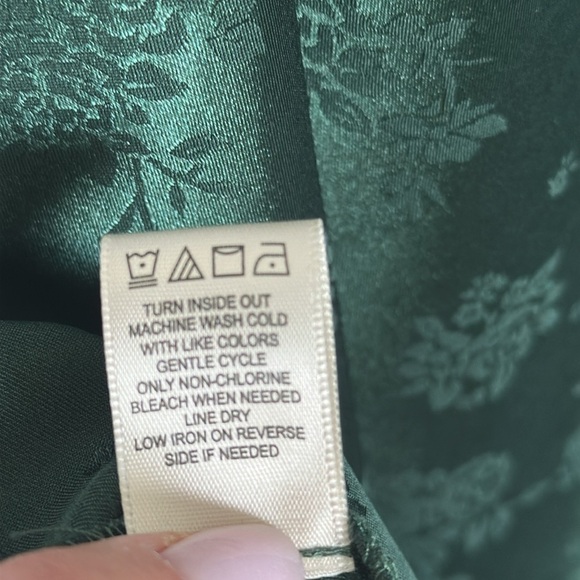 TURN INSIDE OUT
MACHINE WASH COLD
WITH LIKE COLORS
GENTLE CYCLE
ONLY NON-CHLORINE
BLEACH WHEN NEEDED
LINE DRY
LOW IRON ON REVERSE
SIDE IF NEEDED